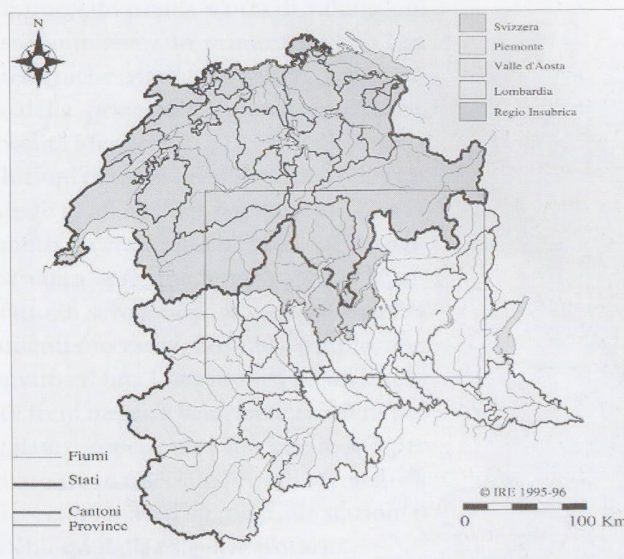 N
Svizzera
Piemonte
Valle d'Aosta
Lombardia
Regio Insubrica
Fiumi
Stati
Cantoni
Province
© IRE 1995-96
0 100 Km